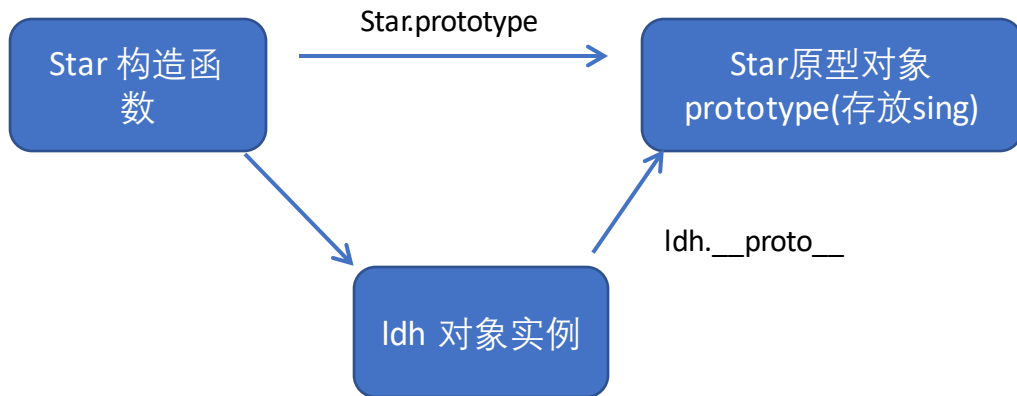 Star.prototype
Star 构造函
数
Star原型对象
prototype(存放sing)
ldh.__proto__
ldh 对象实例